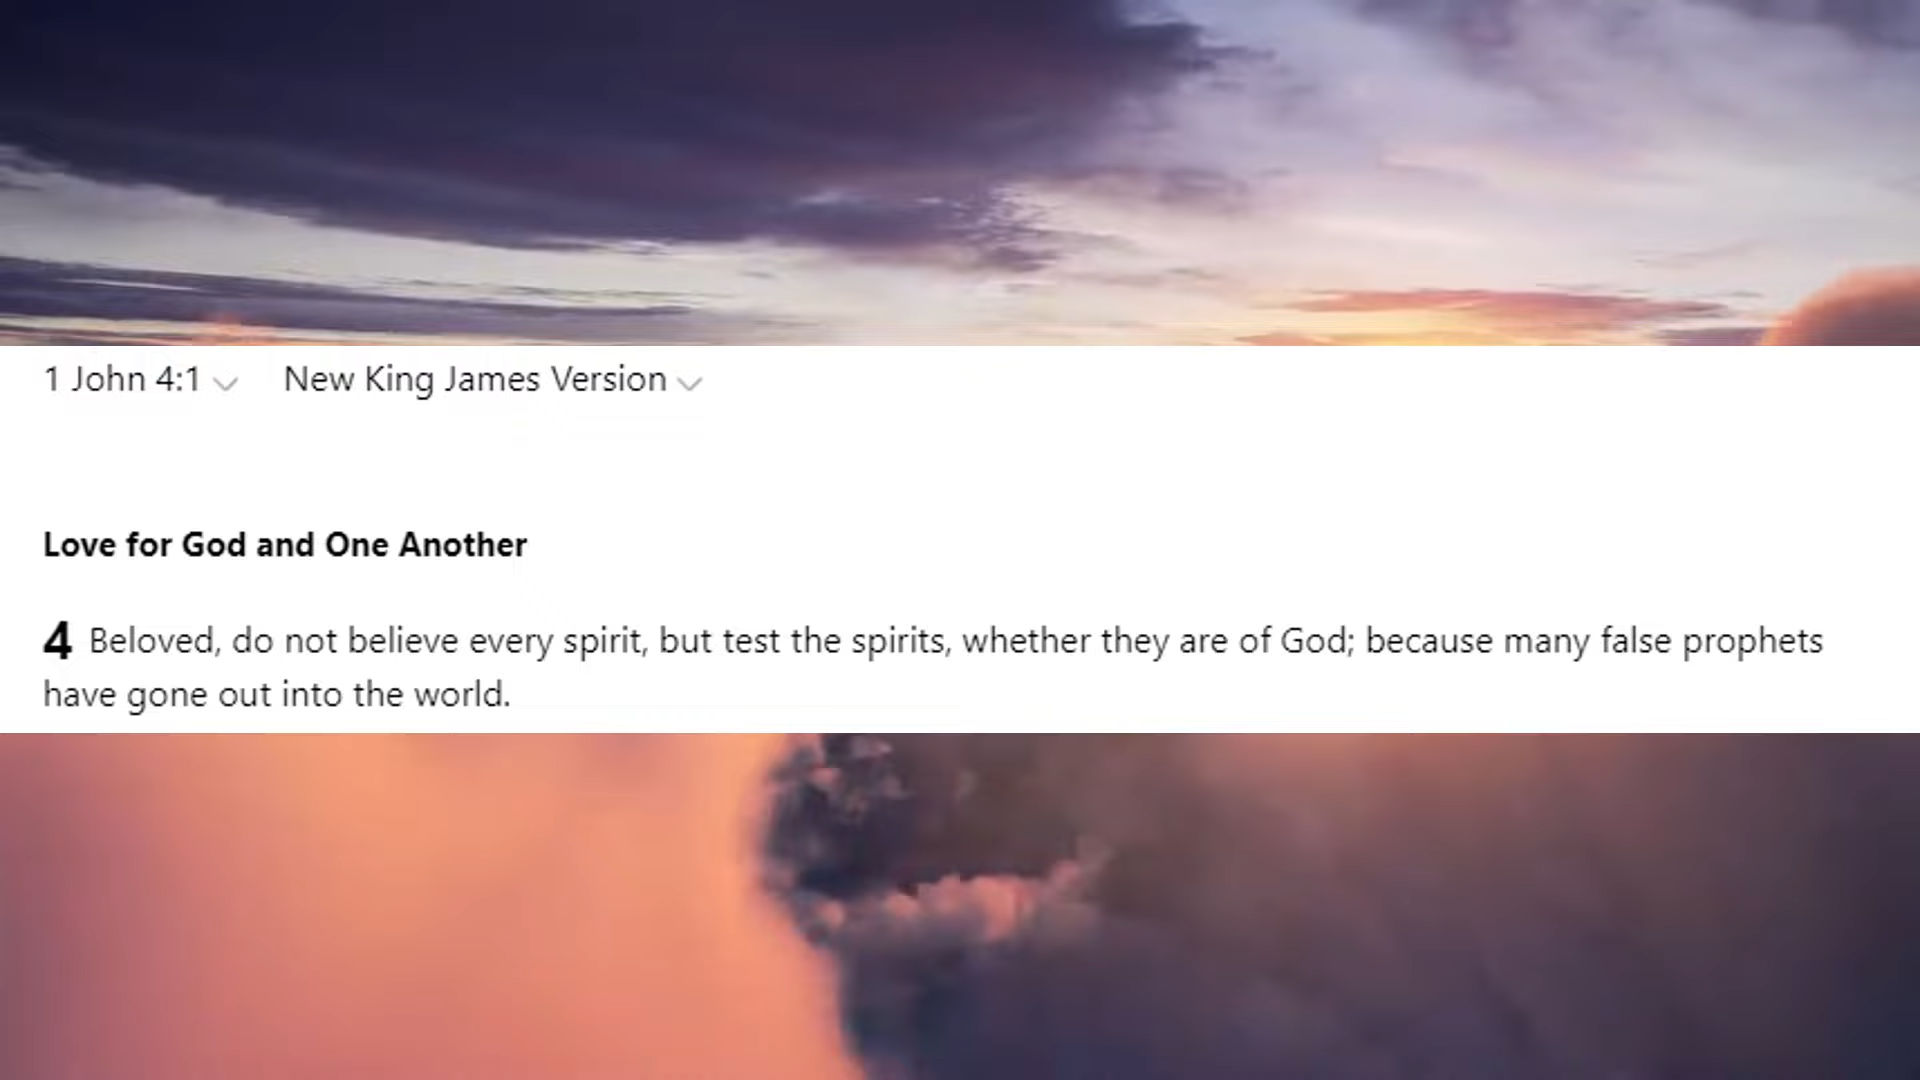 1 John 4:1 New King James Version
Love for God and One Another
4 Beloved, do not believe every spirit, but test the spirits, whether they are of God; because many false prophets
have gone out into the world.